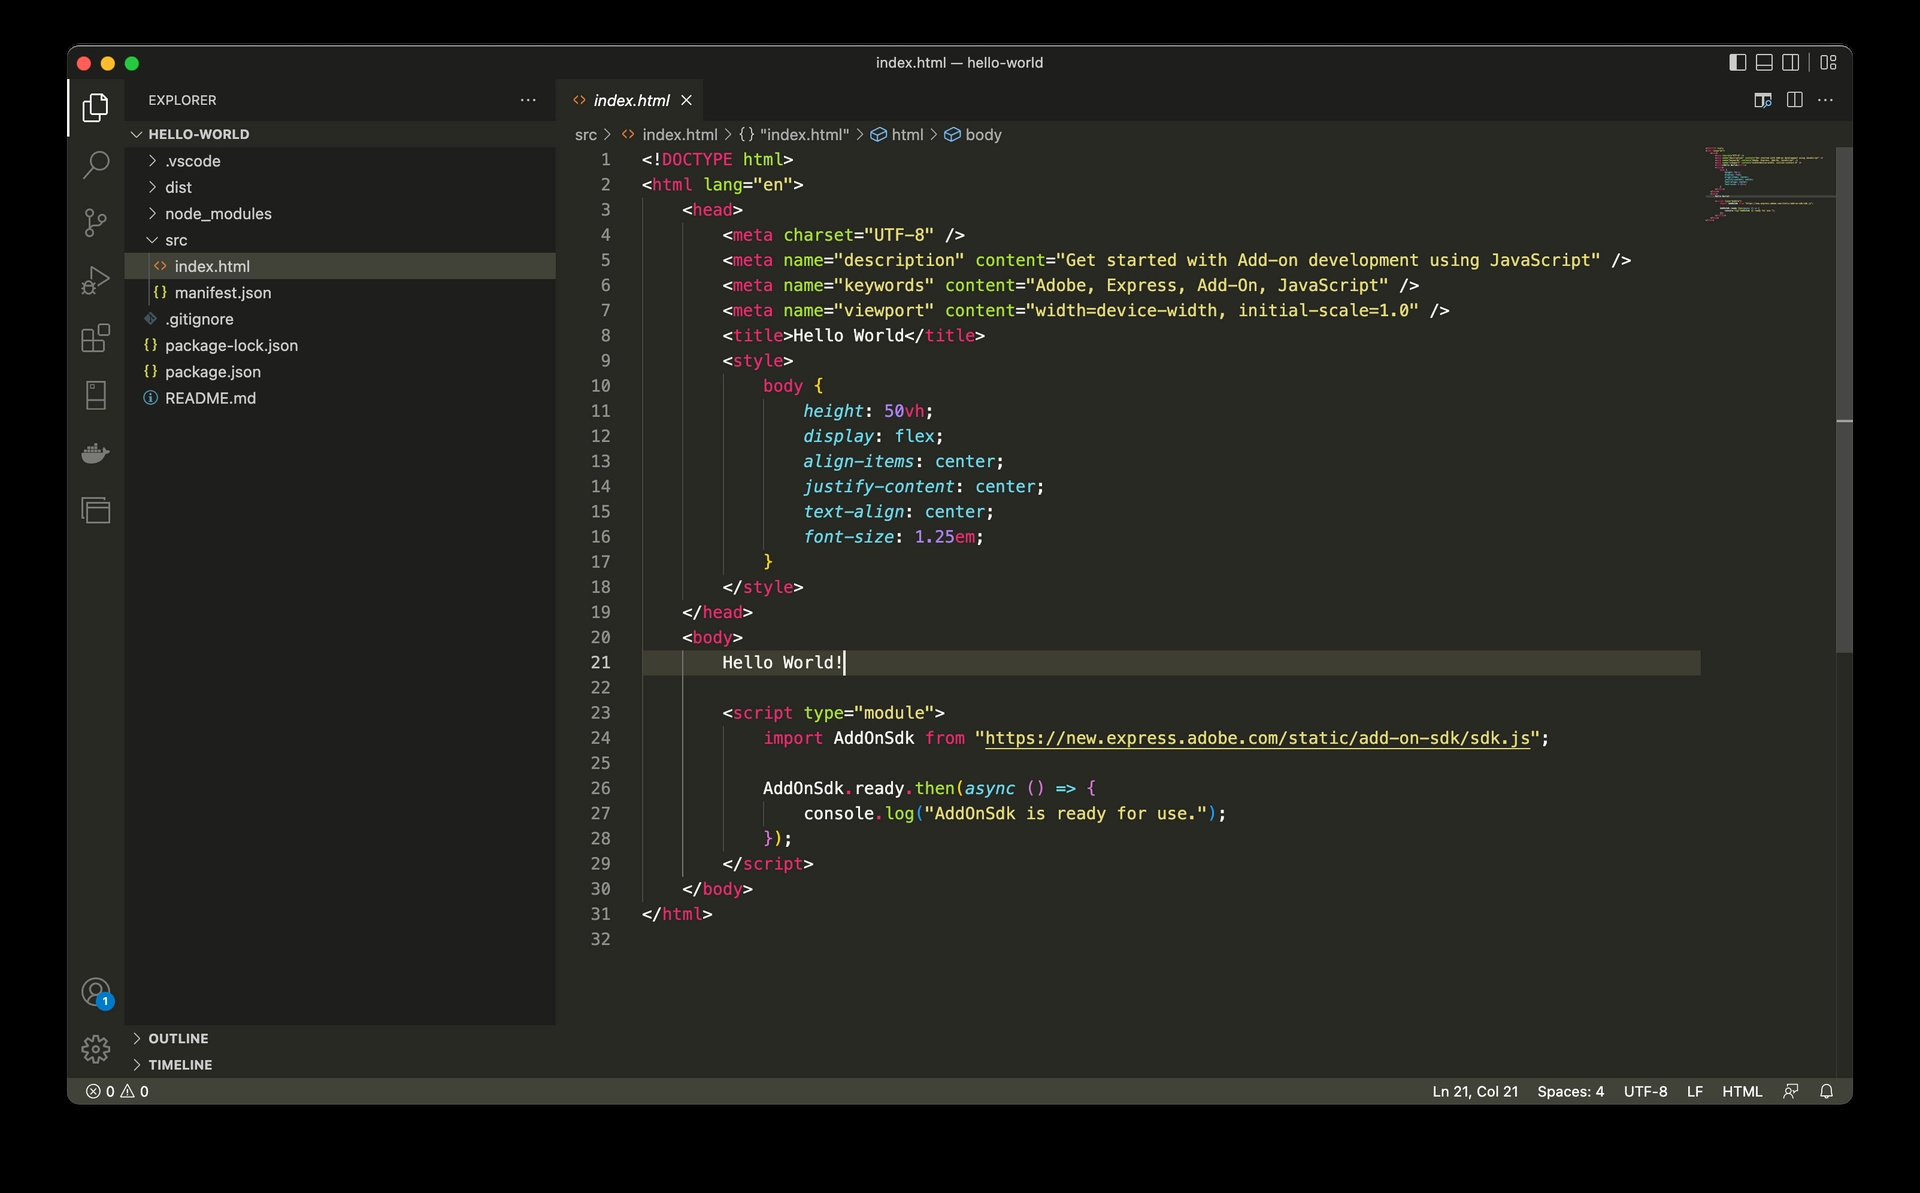 index.html — hello-world
EXPLORER
HELLO-WORLD
.vscode
dist
node_modules
src
index.html
manifest.json
.gitignore
package-lock.json
package.json
README.md
OUTLINE
TIMELINE
1
index.html
src > index.html > {} "index.html" > html > body
1 <!DOCTYPE html>
2 <html lang="en">
3 <head>
4 <meta charset="UTF-8" />
5 <meta name="description" content="Get started with Add-on development using JavaScript" />
6 <meta name="keywords" content="Adobe, Express, Add-On, JavaScript" />
7 <meta name="viewport" content="width=device-width, initial-scale=1.0" />
8 <title>Hello World</title>
9 <style>
10 body {
11 height: 50vh;
12 display: flex;
13 align-items: center;
14 justify-content: center;
15 text-align: center;
16 font-size: 1.25em;
17 }
18 </style>
19 </head>
20 <body>
21 Hello World!
22
23 <script type="module">
24 import AddOnSdk from "https://new.express.adobe.com/static/add-on-sdk/sdk.js";
25
26 AddOnSdk.ready.then(async () => {
27 console.log("AddOnSdk is ready for use.");
28 });
29 </script>
30 </body>
31 </html>
32
0 0
Ln 21, Col 21 Spaces: 4 UTF-8 LF HTML